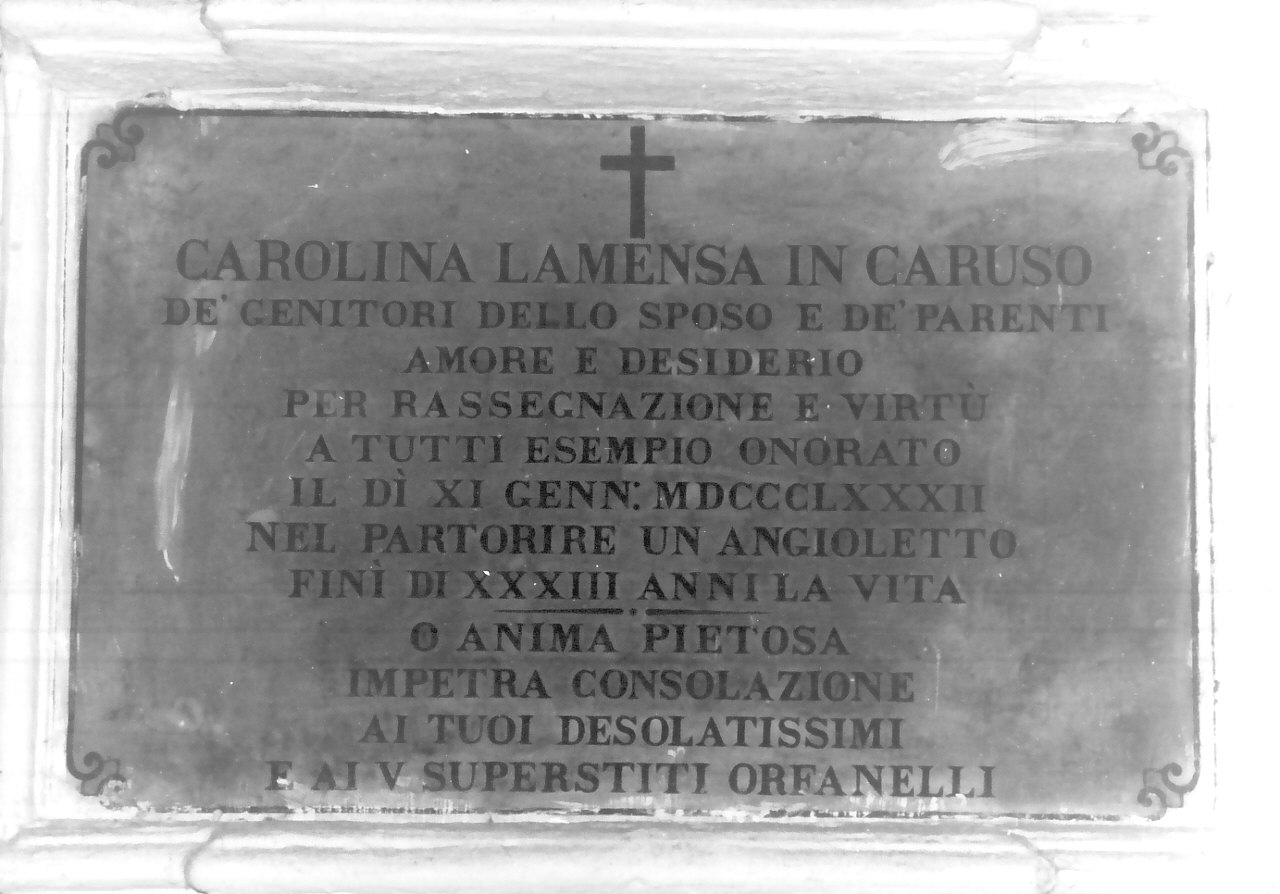 CAROLINA LAMENSA IN CARUSO
DE' GENITORI DELLO SPOSO E DE' PARENTI
AMORE E DESIDERIO
PER RASSEGNAZIONE E VIRTÙ
A TUTTI ESEMPIO ONORATO
IL DÌ XI GENN: MDCCCLXXXII
NEL PARTORIRE UN ANGIOLETTO
FINÌ DI XXXIII ANNI LA VITA
O ANIMA PIETOSA
IMPETRA CONSOLAZIONE
AI TUOI DESOLATISSIMI
E AI V SUPERSTITI ORFANELLI